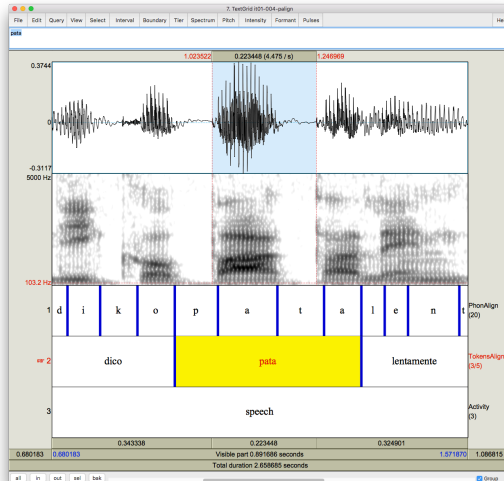 7. TextGrid it01-004-palign
File Edit Query View Select Interval Boundary Tier Spectrum Pitch Intensity Formant Pulses
pata
1.023522 0.223448 (4.475 / s) 1.246969
0.3744
0
-0.3117
5000 Hz
103.2 Hz
1 d i k o p a t a l e n t PhonAlign (20)
2 dico pata lentamente TokensAlign (3/5)
3 speech Activity (3)
0.343338 0.223448 0.324901
0.680183 0.680183 Visible part 0.891686 seconds 1.571870 1.086815
Total duration 2.658685 seconds
all in out sel bak Group